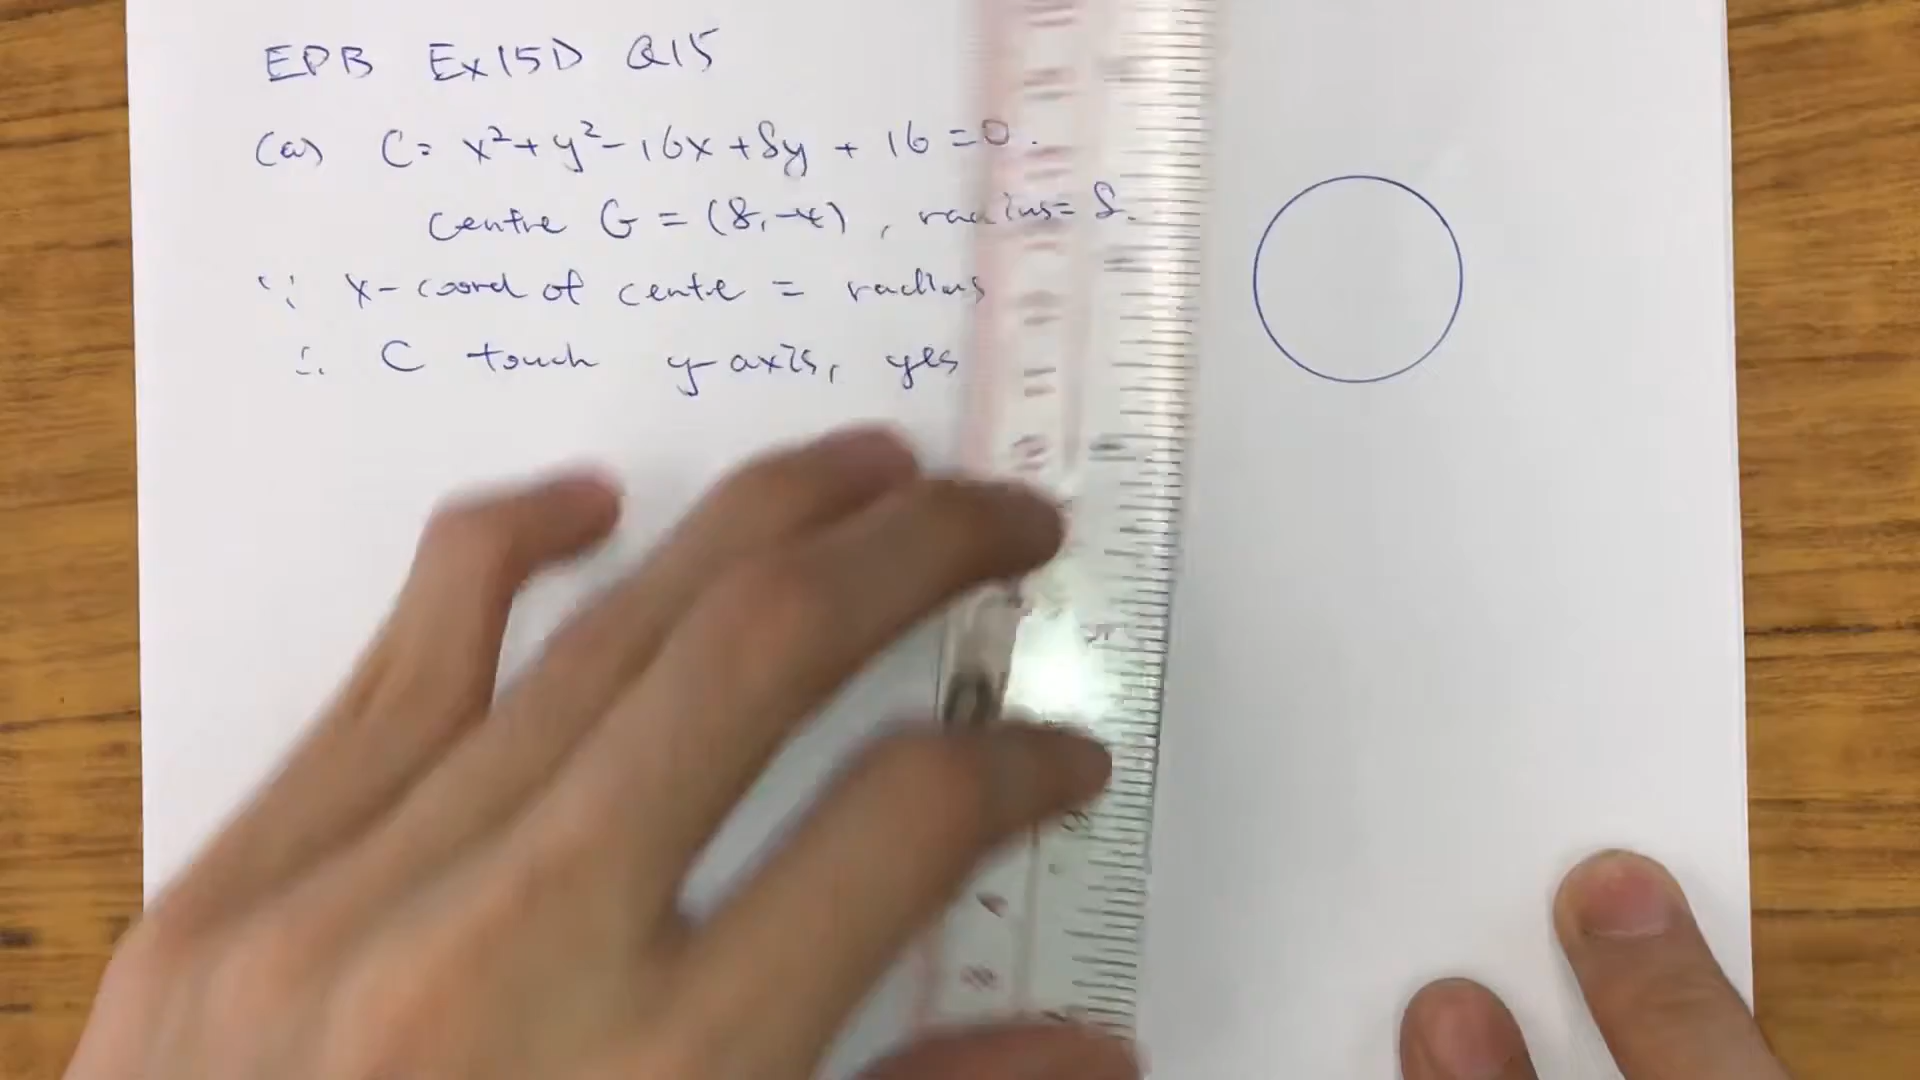 EPB Ex15D Q15
(a) C: x²+y²-16x+8y+16=0.
Centre G = (8,-4), radius = 8.
∵ x-coord of centre = radius
∴ C touch y-axis, yes